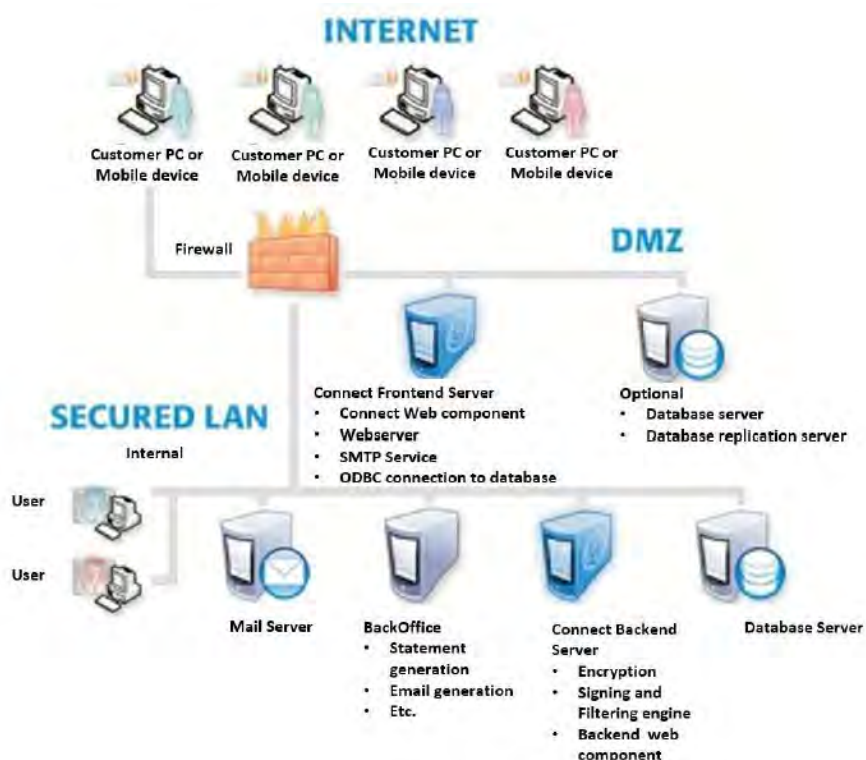 INTERNET
Customer PC or
Mobile device
Customer PC or
Mobile device
Customer PC or
Mobile device
Customer PC or
Mobile device
Firewall
DMZ
Connect Frontend Server
• Connect Web component
• Webserver
• SMTP Service
• ODBC connection to database
Optional
• Database server
• Database replication server
SECURED LAN
Internal
User
User
Mail Server
BackOffice
• Statement
generation
• Email generation
• Etc.
Connect Backend
Server
• Encryption
• Signing and
Filtering engine
• Backend web
component
Database Server